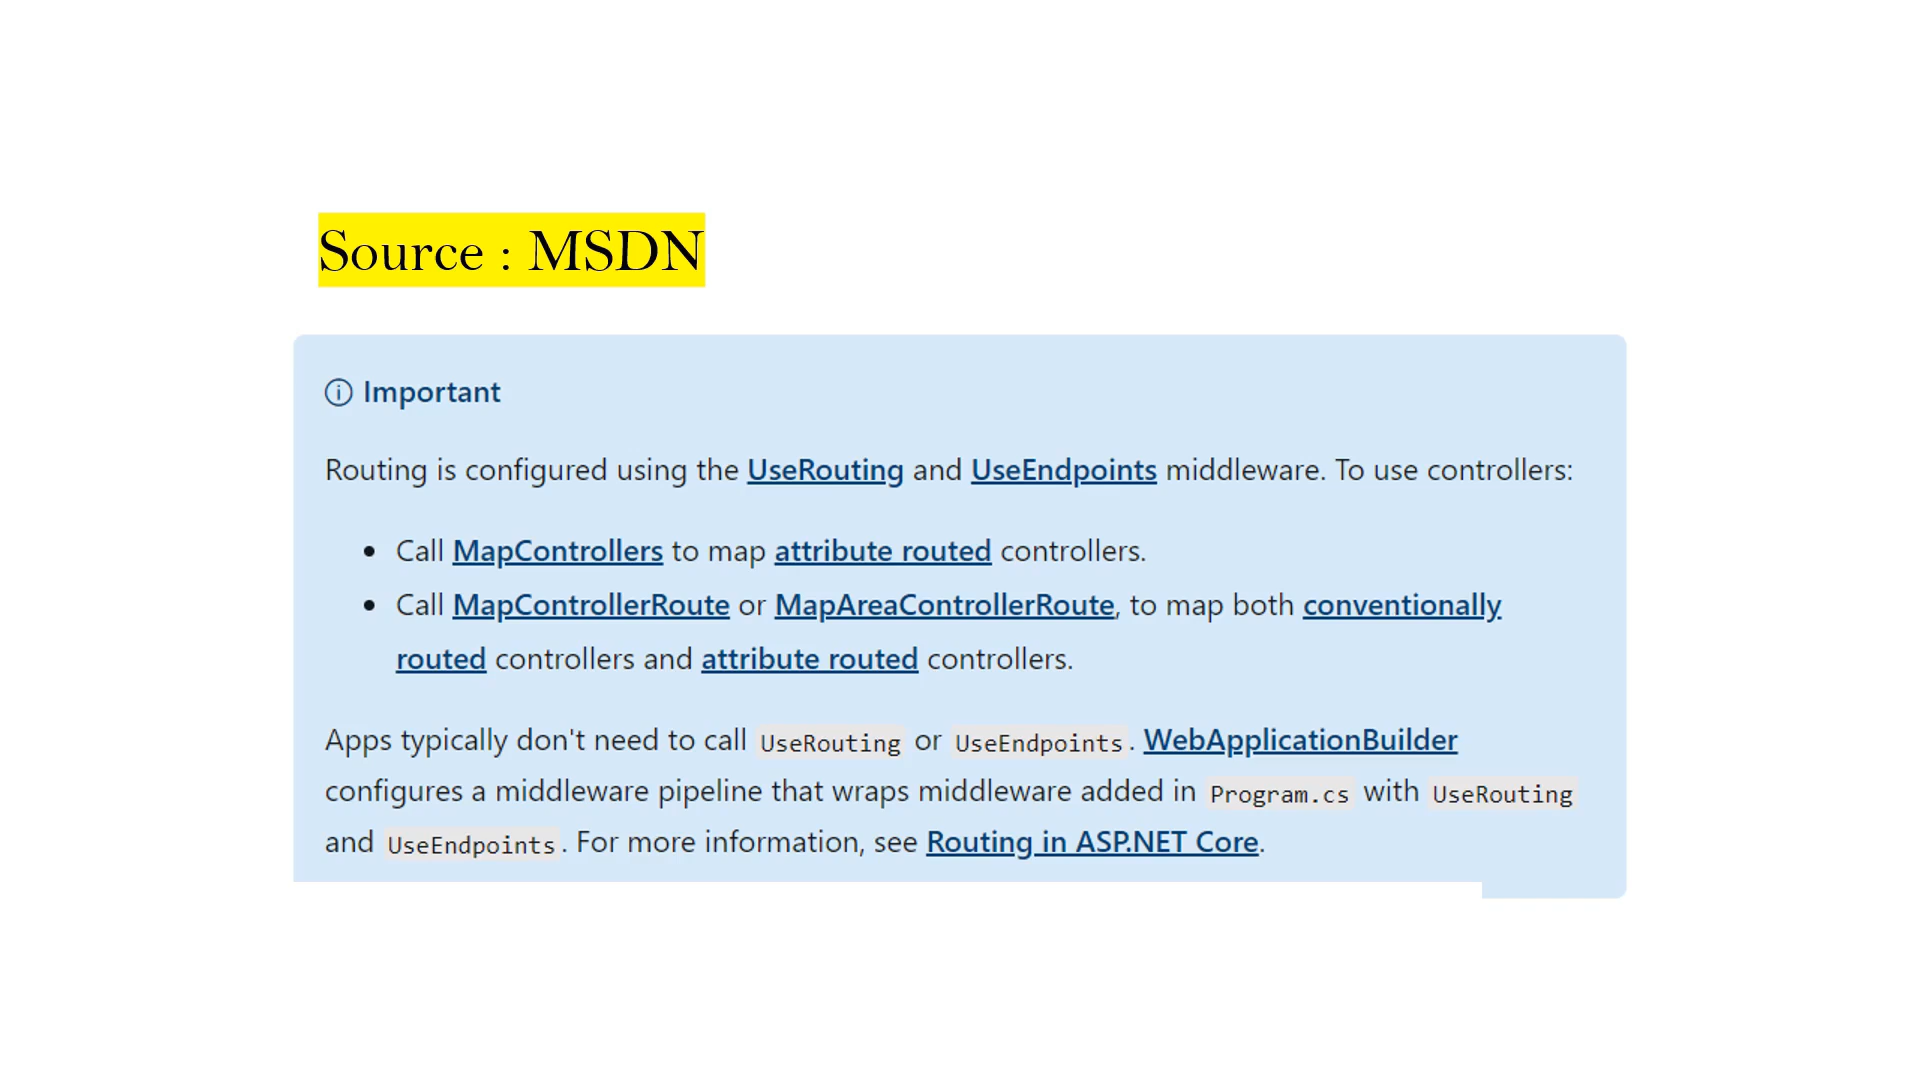 Source : MSDN
Important
Routing is configured using the UseRouting and UseEndpoints middleware. To use controllers:
• Call MapControllers to map attribute routed controllers.
• Call MapControllerRoute or MapAreaControllerRoute, to map both conventionally
routed controllers and attribute routed controllers.
Apps typically don't need to call UseRouting or UseEndpoints. WebApplicationBuilder
configures a middleware pipeline that wraps middleware added in Program.cs with UseRouting
and UseEndpoints. For more information, see Routing in ASP.NET Core.